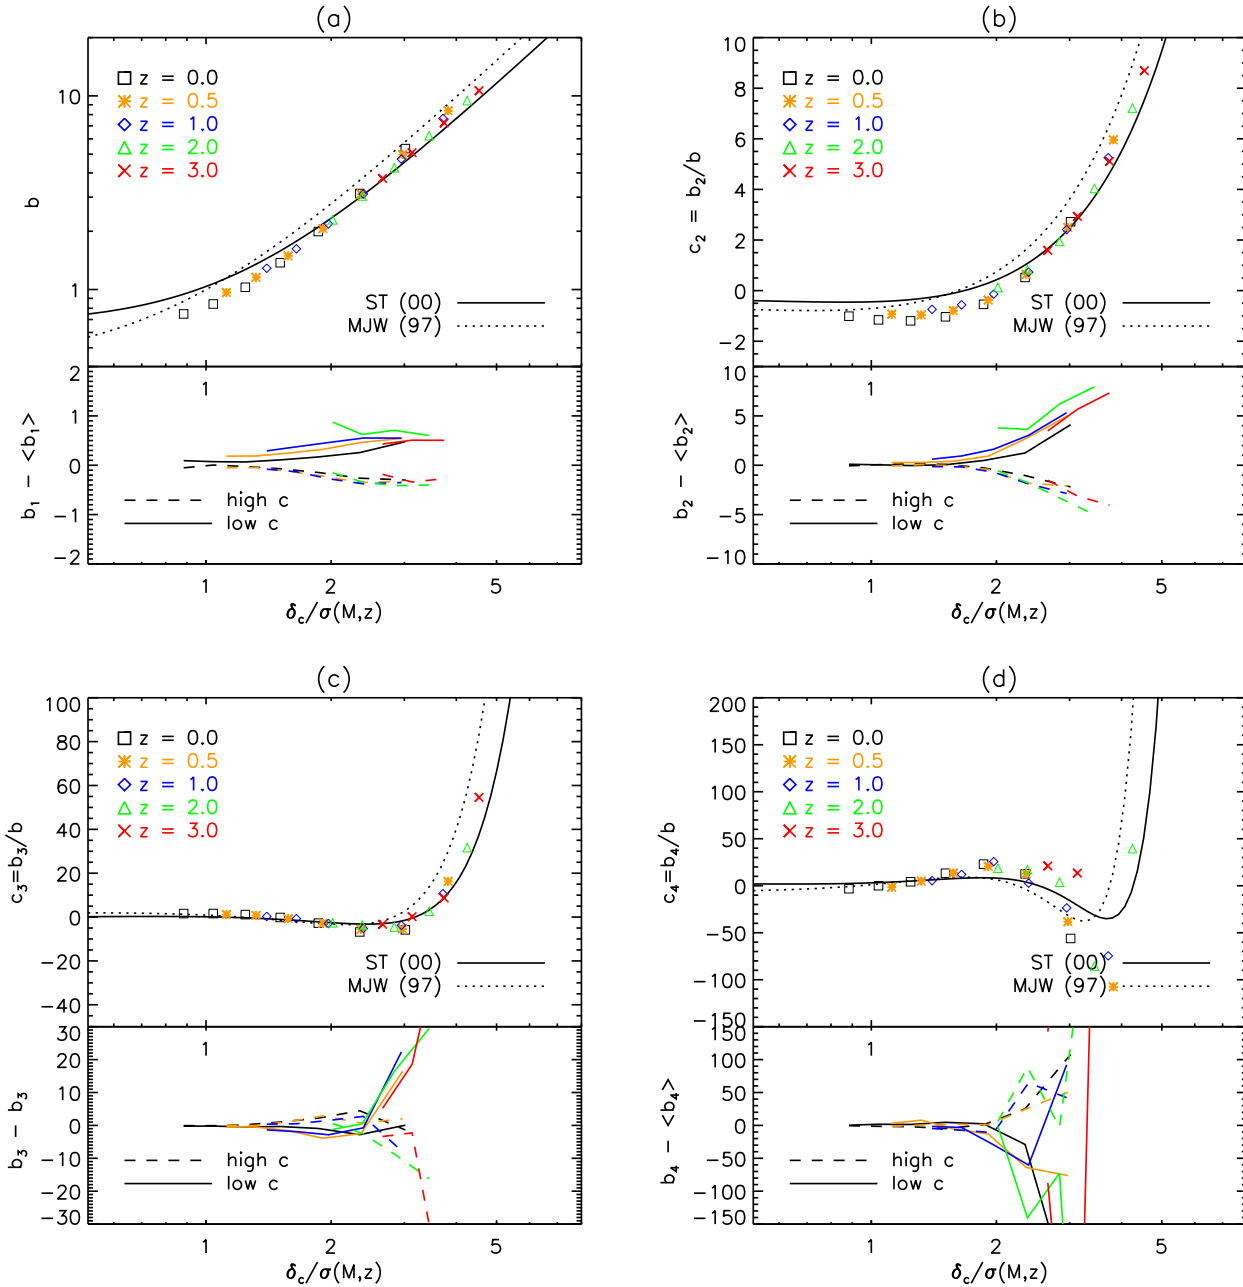 (a)
10
1
b
□ z = 0.0
z = 0.5
◇ z = 1.0
△ z = 2.0
× z = 3.0
ST (00)
MJW (97)
2
1
0
−1
−2
b₁ − <b₁>
1
high c
low c
1 2 5
δ_c/σ(M,z)
(b)
10
8
6
4
2
0
−2
c₂ = b₂/b
□ z = 0.0
z = 0.5
◇ z = 1.0
△ z = 2.0
× z = 3.0
ST (00)
MJW (97)
10
5
0
−5
−10
b₂ − <b₂>
1
high c
low c
1 2 5
δ_c/σ(M,z)
(c)
100
80
60
40
20
0
−20
−40
c₃=b₃/b
□ z = 0.0
z = 0.5
◇ z = 1.0
△ z = 2.0
× z = 3.0
ST (00)
MJW (97)
30
20
10
0
−10
−20
−30
b₃ − b₃
1
high c
low c
1 2 5
δ_c/σ(M,z)
(d)
200
150
100
50
0
−50
−100
−150
c₄=b₄/b
□ z = 0.0
z = 0.5
◇ z = 1.0
△ z = 2.0
× z = 3.0
ST (00)
MJW (97)
150
100
50
0
−50
−100
−150
b₄ − <b₄>
1
high c
low c
1 2 5
δ_c/σ(M,z)